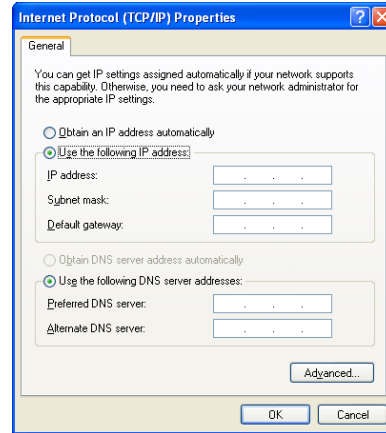 Internet Protocol (TCP/IP) Properties
General
You can get IP settings assigned automatically if your network supports
this capability. Otherwise, you need to ask your network administrator for
the appropriate IP settings.
Obtain an IP address automatically
Use the following IP address:
IP address:
Subnet mask:
Default gateway:
Obtain DNS server address automatically
Use the following DNS server addresses:
Preferred DNS server:
Alternate DNS server:
Advanced...
OK Cancel